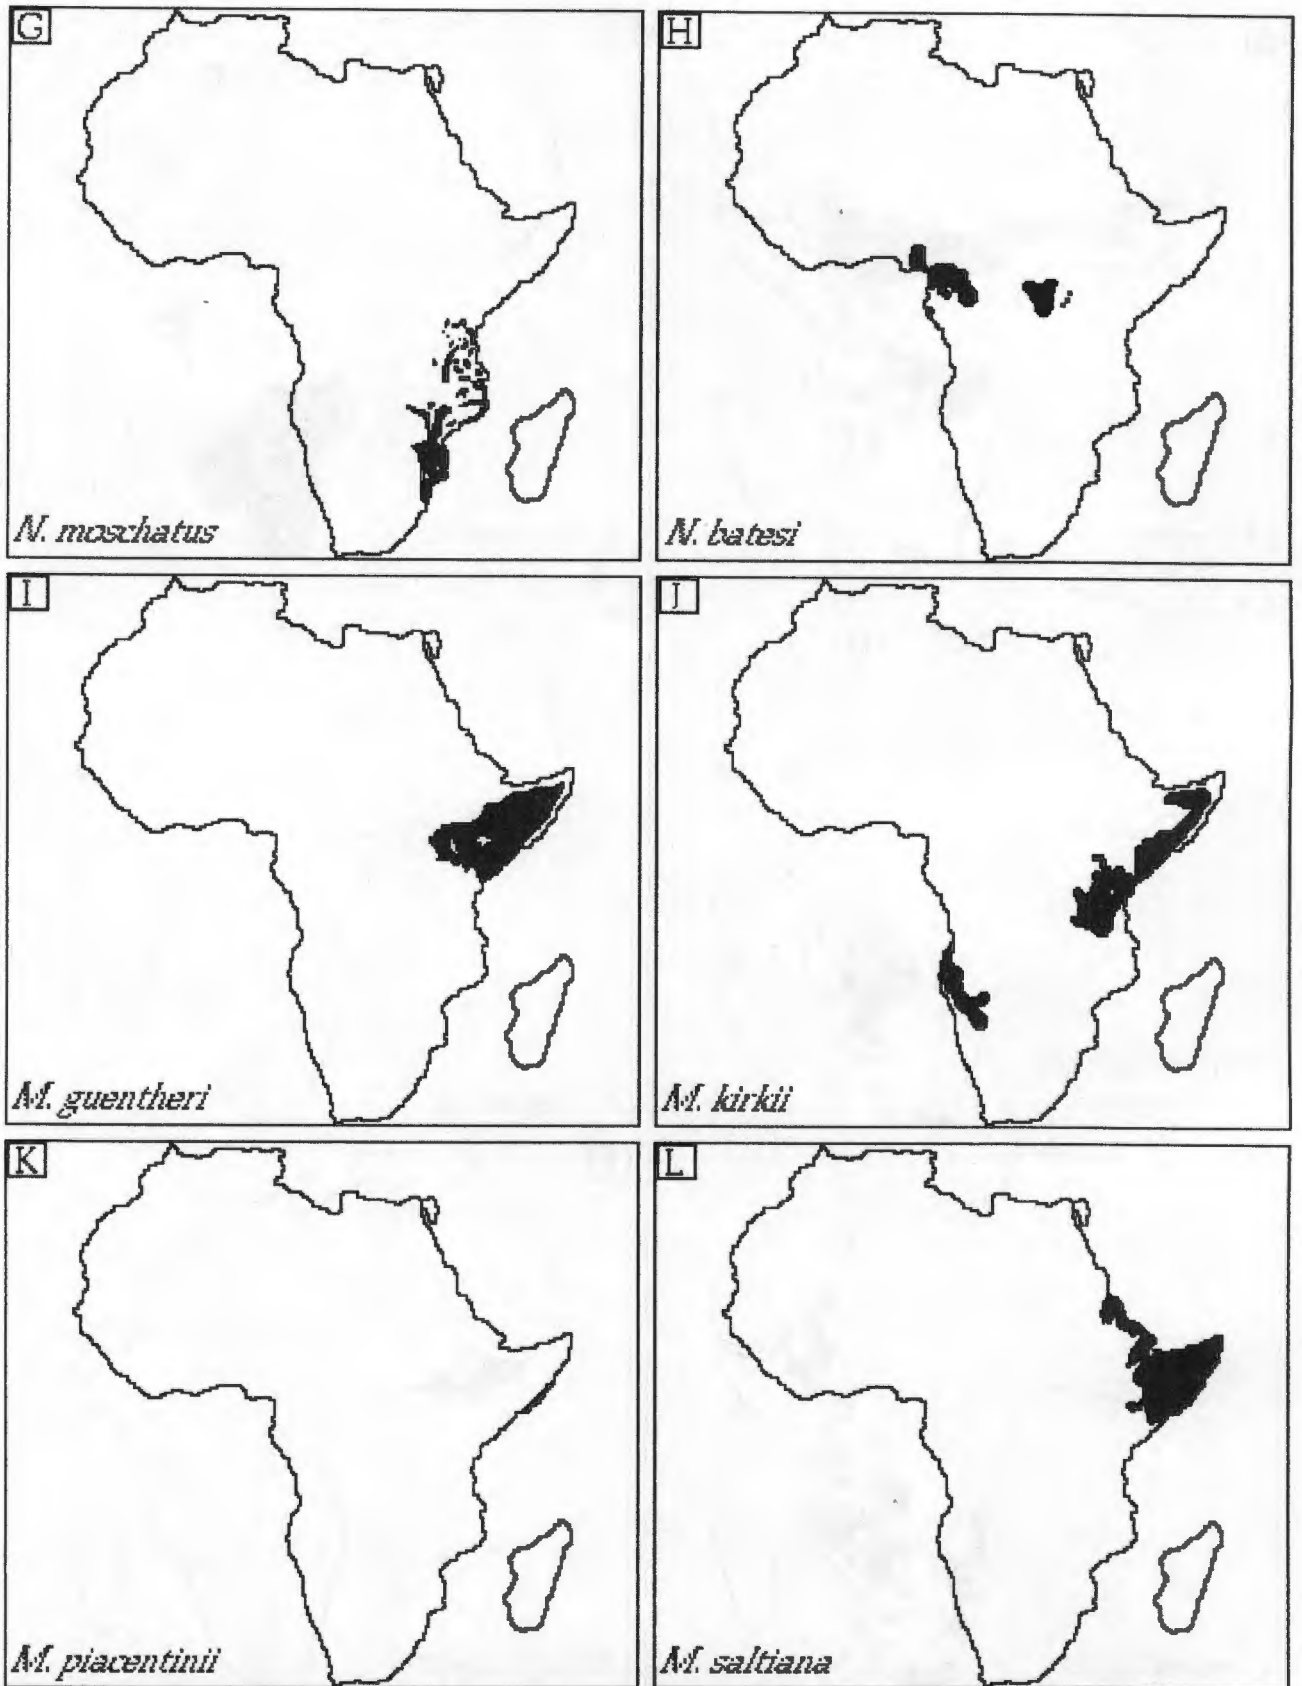 G
N. moschatus
H
N. batesi
I
M. guentheri
J
M. kirkii
K
M. piacentinii
L
M. saltiana